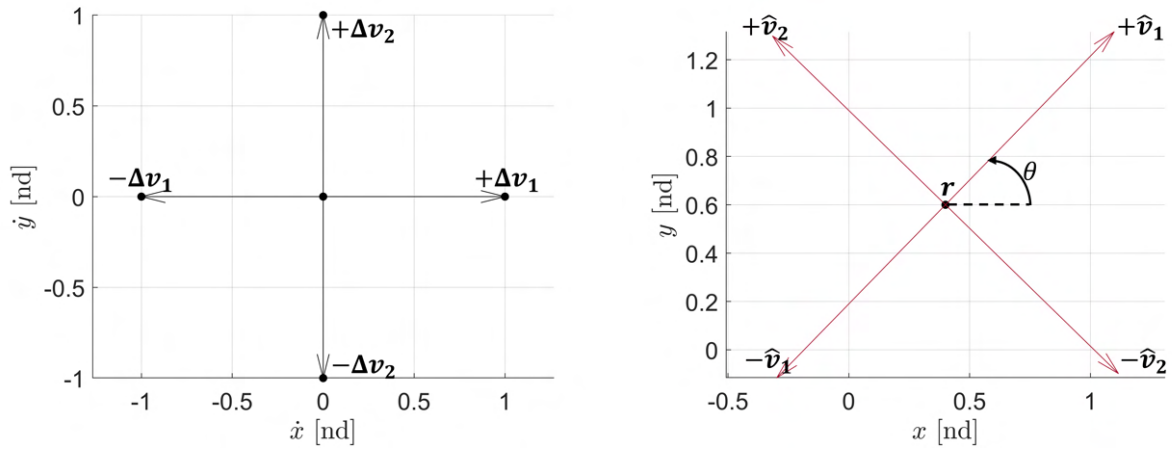 1
0.5
0
-0.5
-1
-1
-0.5
0
0.5
1
ẋ [nd]
ẏ [nd]
+Δv₂
-Δv₁
+Δv₁
-Δv₂
1.2
1
0.8
0.6
0.4
0.2
0
-0.5
0
0.5
1
x [nd]
y [nd]
+v̂₂
+v̂₁
r
θ
-v̂₁
-v̂₂